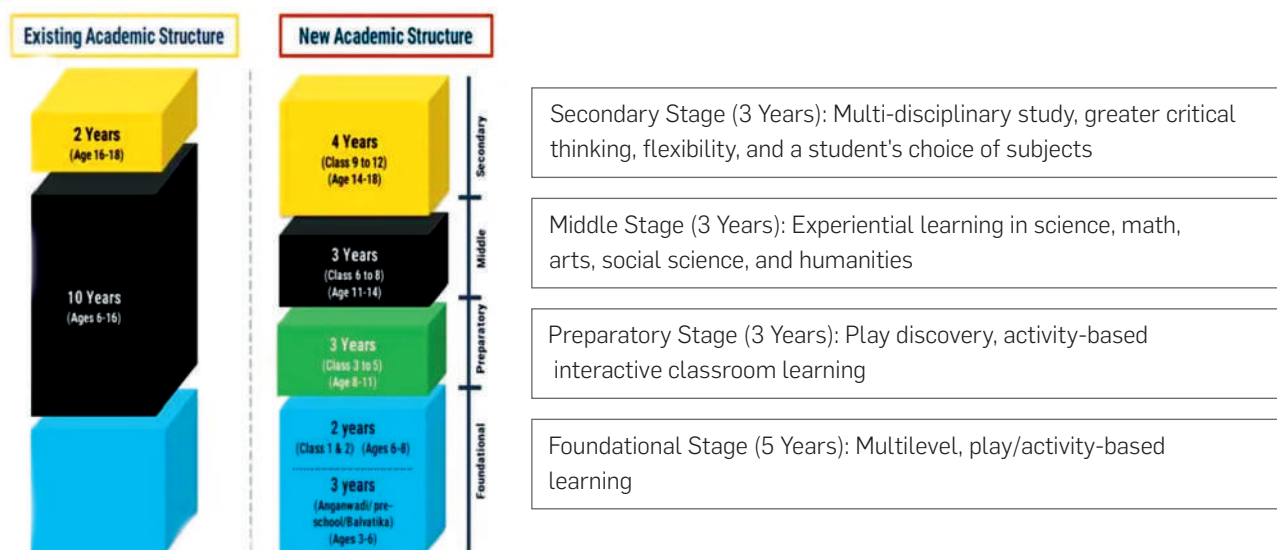 Existing Academic Structure
2 Years
(Age 16-18)
10 Years
(Ages 6-16)
New Academic Structure
4 Years
(Class 9 to 12)
(Age 14-18)
Secondary
3 Years
(Class 6 to 8)
(Age 11-14)
Middle
3 Years
(Class 3 to 5)
(Age 8-11)
Preparatory
2 years
(Class 1 & 2) (Ages 6-8)
3 years
(Anganwadi/ pre-
school/Balvatika)
(Ages 3-6)
Foundational
Secondary Stage (3 Years): Multi-disciplinary study, greater critical
thinking, flexibility, and a student's choice of subjects
Middle Stage (3 Years): Experiential learning in science, math,
arts, social science, and humanities
Preparatory Stage (3 Years): Play discovery, activity-based
interactive classroom learning
Foundational Stage (5 Years): Multilevel, play/activity-based
learning